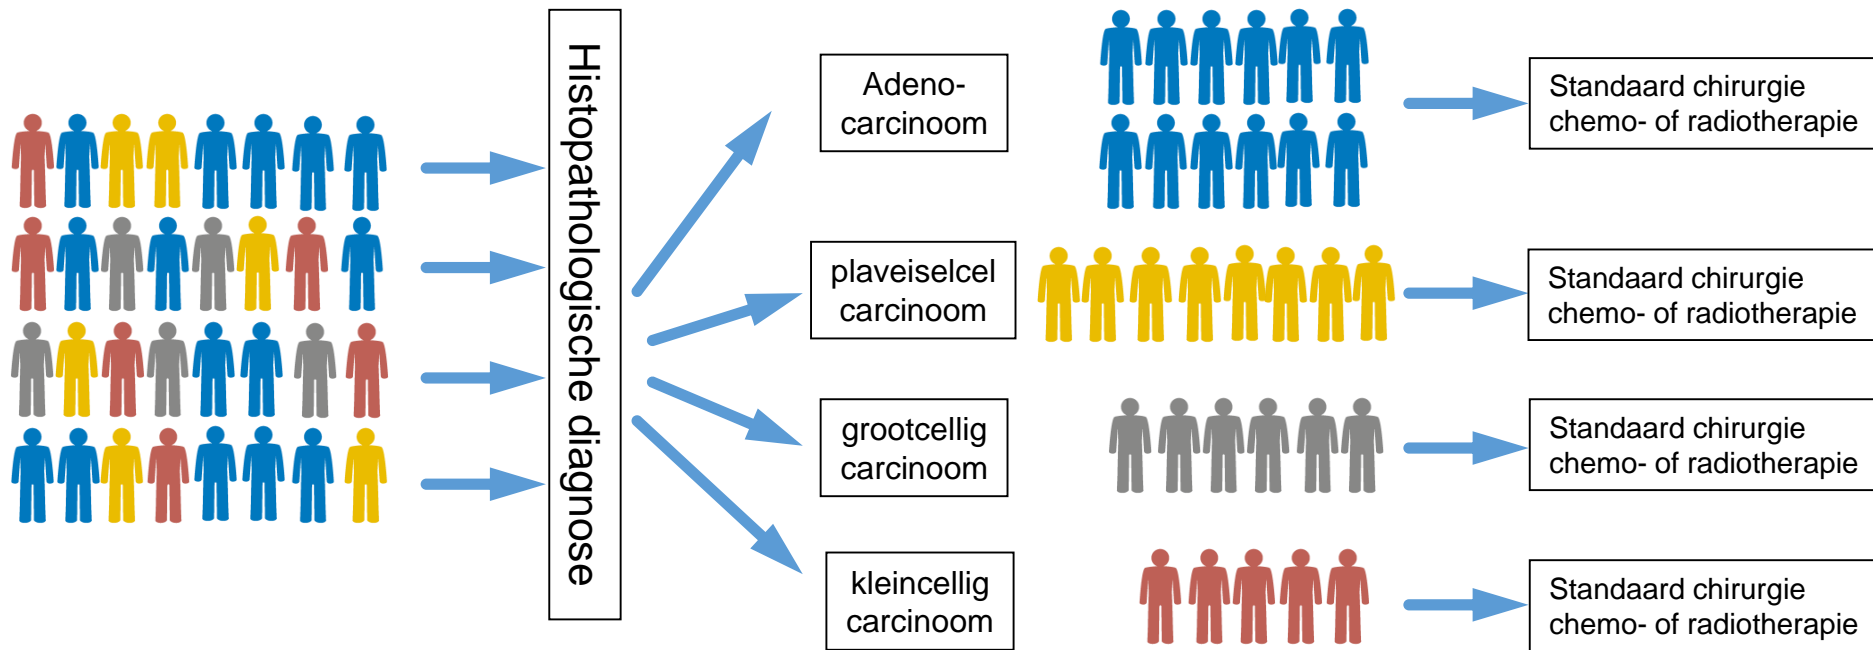 Histopathologische diagnose
Adeno-
carcinoom
Standaard chirurgie
chemo- of radiotherapie
plaveiselcel
carcinoom
Standaard chirurgie
chemo- of radiotherapie
grootcellig
carcinoom
Standaard chirurgie
chemo- of radiotherapie
kleincellig
carcinoom
Standaard chirurgie
chemo- of radiotherapie